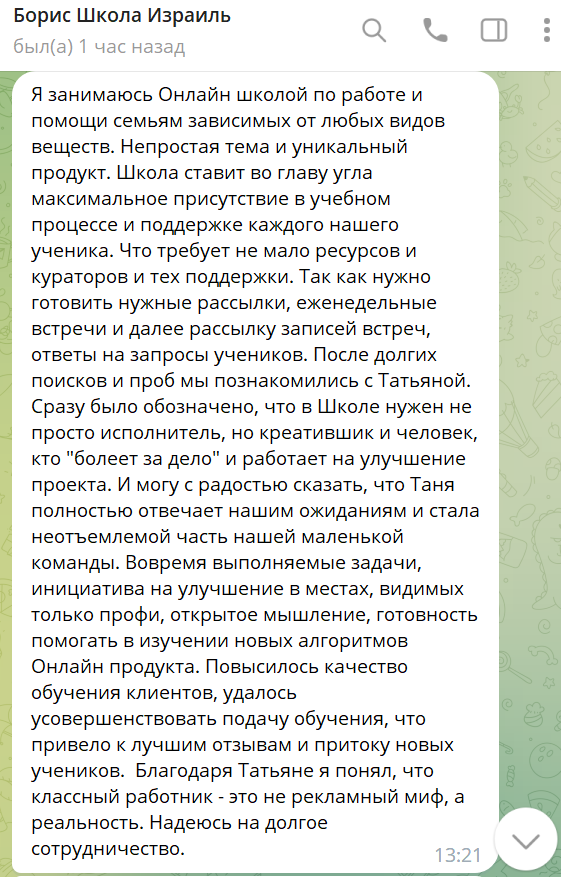 Борис Школа Израиль
был(а) 1 час назад
Я занимаюсь Онлайн школой по работе и
помощи семьям зависимых от любых видов
веществ. Непростая тема и уникальный
продукт. Школа ставит во главу угла
максимальное присутствие в учебном
процессе и поддержке каждого нашего
ученика. Что требует не мало ресурсов и
кураторов и тех поддержки. Так как нужно
готовить нужные рассылки, еженедельные
встречи и далее рассылку записей встреч,
ответы на запросы учеников. После долгих
поисков и проб мы познакомились с Татьяной.
Сразу было обозначено, что в Школе нужен не
просто исполнитель, но креативщик и человек,
кто "болеет за дело" и работает на улучшение
проекта. И могу с радостью сказать, что Таня
полностью отвечает нашим ожиданиям и стала
неотъемлемой часть нашей маленькой
команды. Вовремя выполняемые задачи,
инициатива на улучшение в местах, видимых
только профи, открытое мышление, готовность
помогать в изучении новых алгоритмов
Онлайн продукта. Повысилось качество
обучения клиентов, удалось
усовершенствовать подачу обучения, что
привело к лучшим отзывам и притоку новых
учеников.  Благодаря Татьяне я понял, что
классный работник - это не рекламный миф, а
реальность. Надеюсь на долгое
сотрудничество.
13:21